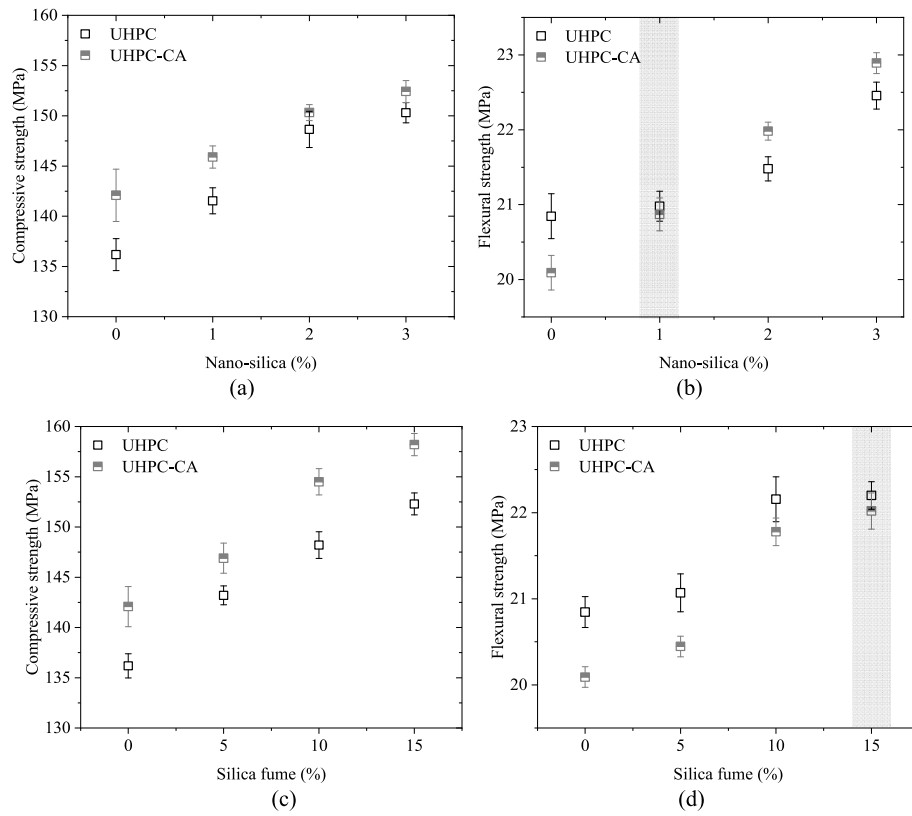 160
155
150
145
140
135
130
Compressive strength (MPa)
UHPC
UHPC-CA
0 1 2 3
Nano-silica (%)
(a)
23
22
21
20
Flexural strength (MPa)
UHPC
UHPC-CA
0 1 2 3
Nano-silica (%)
(b)
160
155
150
145
140
135
130
Compressive strength (MPa)
UHPC
UHPC-CA
0 5 10 15
Silica fume (%)
(c)
23
22
21
20
Flexural strength (MPa)
UHPC
UHPC-CA
0 5 10 15
Silica fume (%)
(d)